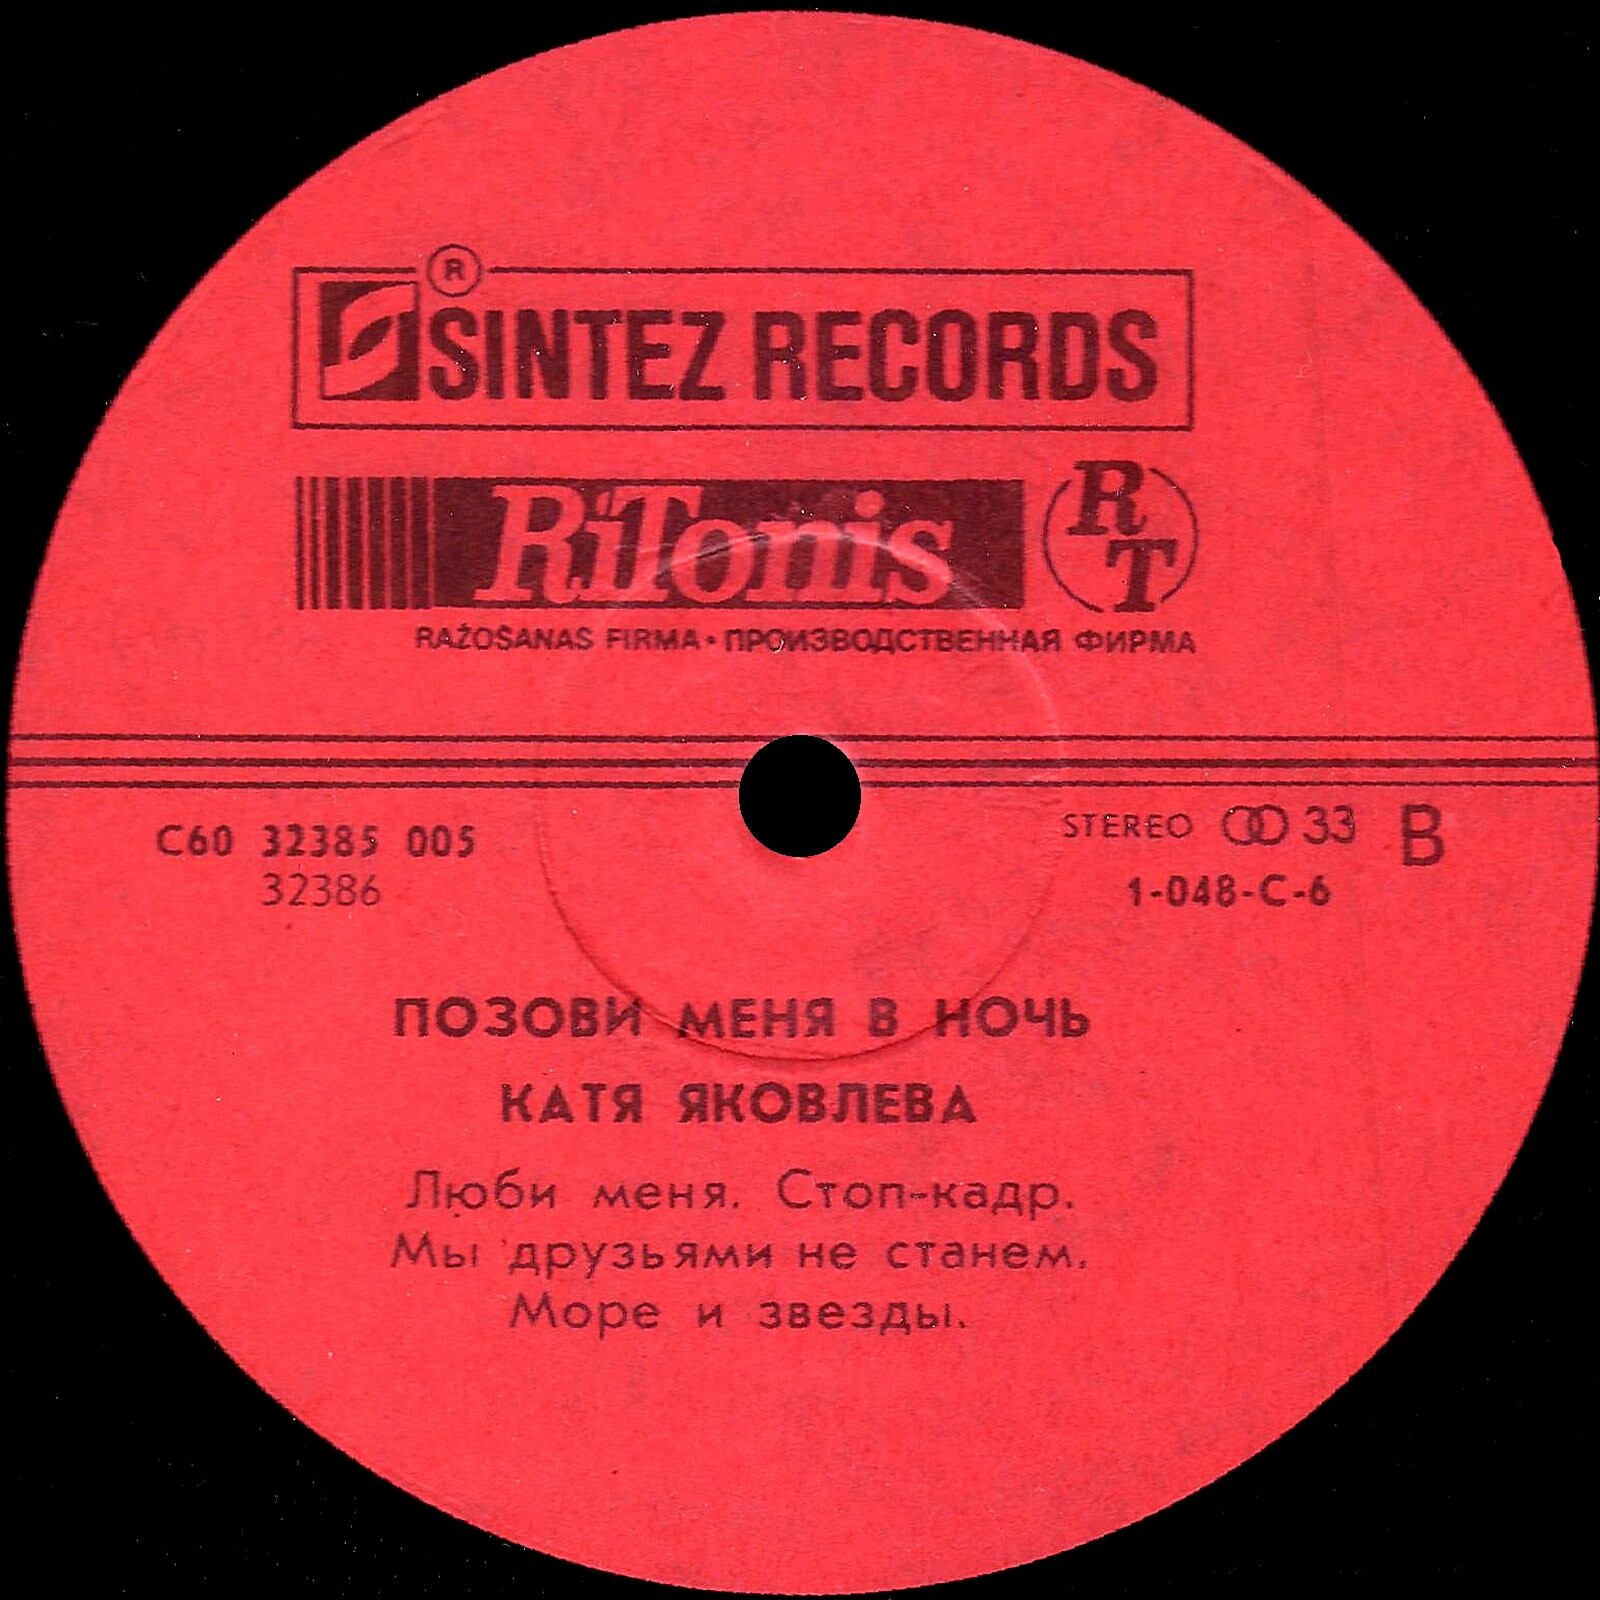 ®
SINTEZ RECORDS
RiTonis RT
RAŽOŠANAS FIRMA • ПРОИЗВОДСТВЕННАЯ ФИРМА
C60 32385 005
32386
STEREO 33 B
1-048-C-6
ПОЗОВИ МЕНЯ В НОЧЬ
КАТЯ ЯКОВЛЕВА
Люби меня. Стоп-кадр.
Мы друзьями не станем.
Море и звезды.